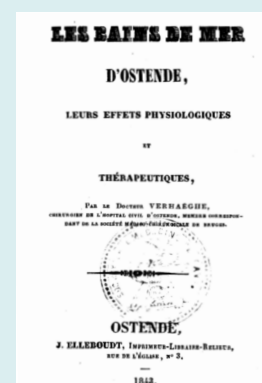 LES BAINS DE MER
D'OSTENDE,
LEURS EFFETS PHYSIOLOGIQUES
ET
THÉRAPEUTIQUES,
PAR LE DOCTEUR VERHAEGHE,
CHIRURGIEN DE L'HOPITAL CIVIL D'OSTENDE, MEMBRE CORRESPON-
DANT DE LA SOCIÉTÉ MÉDICO-CHIRURGICALE DE BRUGES.
OSTENDE,
J. ELLEBOUDT, IMPRIMEUR-LIBRAIRE-RELIEUR,
RUE DE L'ÉGLISE, N° 3.
1843.